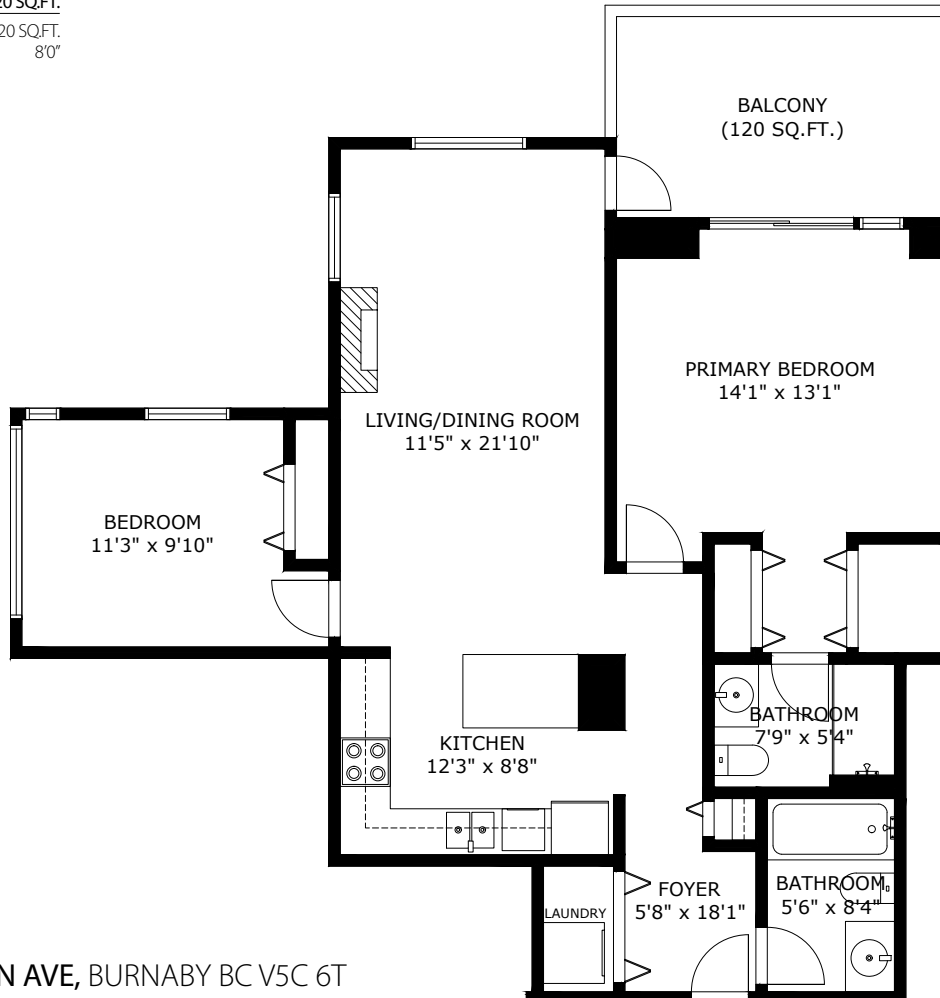 20 SQ.FT.
20 SQ.FT.
8'0"
BALCONY
(120 SQ.FT.)
PRIMARY BEDROOM
14'1" x 13'1"
LIVING/DINING ROOM
11'5" x 21'10"
BEDROOM
11'3" x 9'10"
BATHROOM
7'9" x 5'4"
KITCHEN
12'3" x 8'8"
FOYER
5'8" x 18'1"
BATHROOM
5'6" x 8'4"
LAUNDRY
N AVE, BURNABY BC V5C 6T